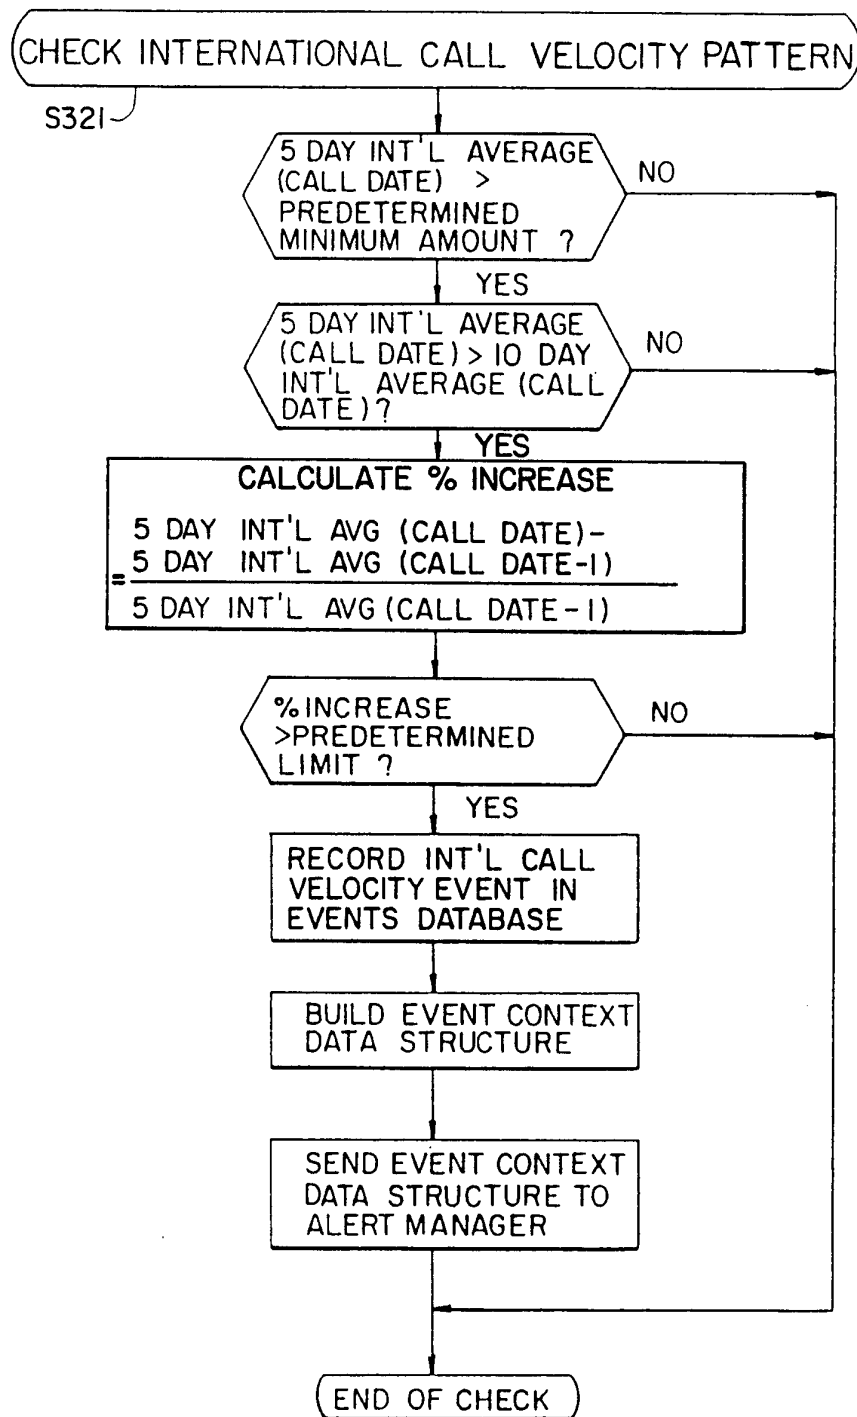 CHECK INTERNATIONAL CALL VELOCITY PATTERN
S321
5 DAY INT'L AVERAGE
(CALL DATE) >
PREDETERMINED
MINIMUM AMOUNT ?
NO
YES
5 DAY INT'L AVERAGE
(CALL DATE) > 10 DAY
INT'L AVERAGE (CALL
DATE) ?
NO
YES
CALCULATE % INCREASE
5 DAY INT'L AVG (CALL DATE) -
5 DAY INT'L AVG (CALL DATE-1)
=
5 DAY INT'L AVG (CALL DATE-1)
% INCREASE
>PREDETERMINED
LIMIT ?
NO
YES
RECORD INT'L CALL
VELOCITY EVENT IN
EVENTS DATABASE
BUILD EVENT CONTEXT
DATA STRUCTURE
SEND EVENT CONTEXT
DATA STRUCTURE TO
ALERT MANAGER
END OF CHECK